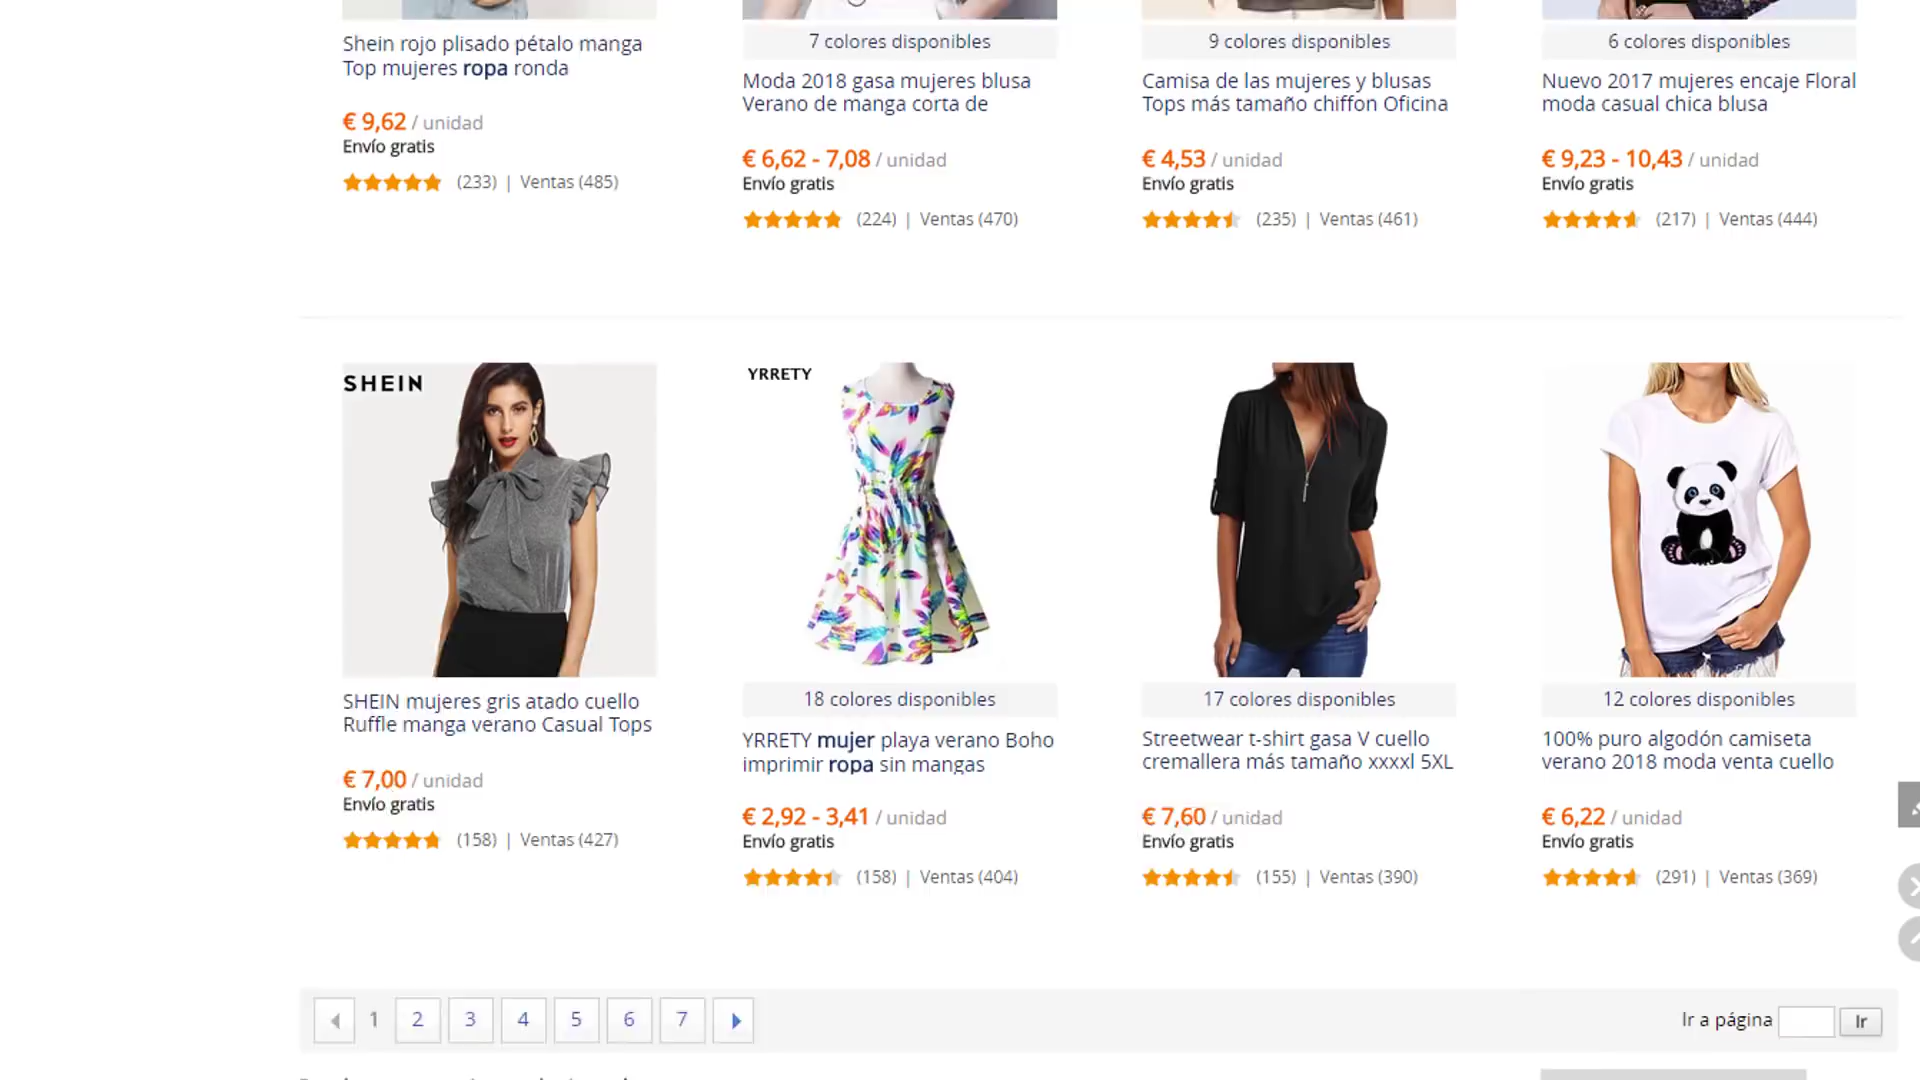 Shein rojo plisado pétalo manga
Top mujeres ropa ronda
€ 9,62 / unidad
Envío gratis
(233) | Ventas (485)
7 colores disponibles
Moda 2018 gasa mujeres blusa
Verano de manga corta de
€ 6,62 - 7,08 / unidad
Envío gratis
(224) | Ventas (470)
9 colores disponibles
Camisa de las mujeres y blusas
Tops más tamaño chiffon Oficina
€ 4,53 / unidad
Envío gratis
(235) | Ventas (461)
6 colores disponibles
Nuevo 2017 mujeres encaje Floral
moda casual chica blusa
€ 9,23 - 10,43 / unidad
Envío gratis
(217) | Ventas (444)
SHEIN
SHEIN mujeres gris atado cuello
Ruffle manga verano Casual Tops
€ 7,00 / unidad
Envío gratis
(158) | Ventas (427)
YRRETY
18 colores disponibles
YRRETY mujer playa verano Boho
imprimir ropa sin mangas
€ 2,92 - 3,41 / unidad
Envío gratis
(158) | Ventas (404)
17 colores disponibles
Streetwear t-shirt gasa V cuello
cremallera más tamaño xxxxl 5XL
€ 7,60 / unidad
Envío gratis
(155) | Ventas (390)
12 colores disponibles
100% puro algodón camiseta
verano 2018 moda venta cuello
€ 6,22 / unidad
Envío gratis
(291) | Ventas (369)
1 2 3 4 5 6 7
Ir a página Ir